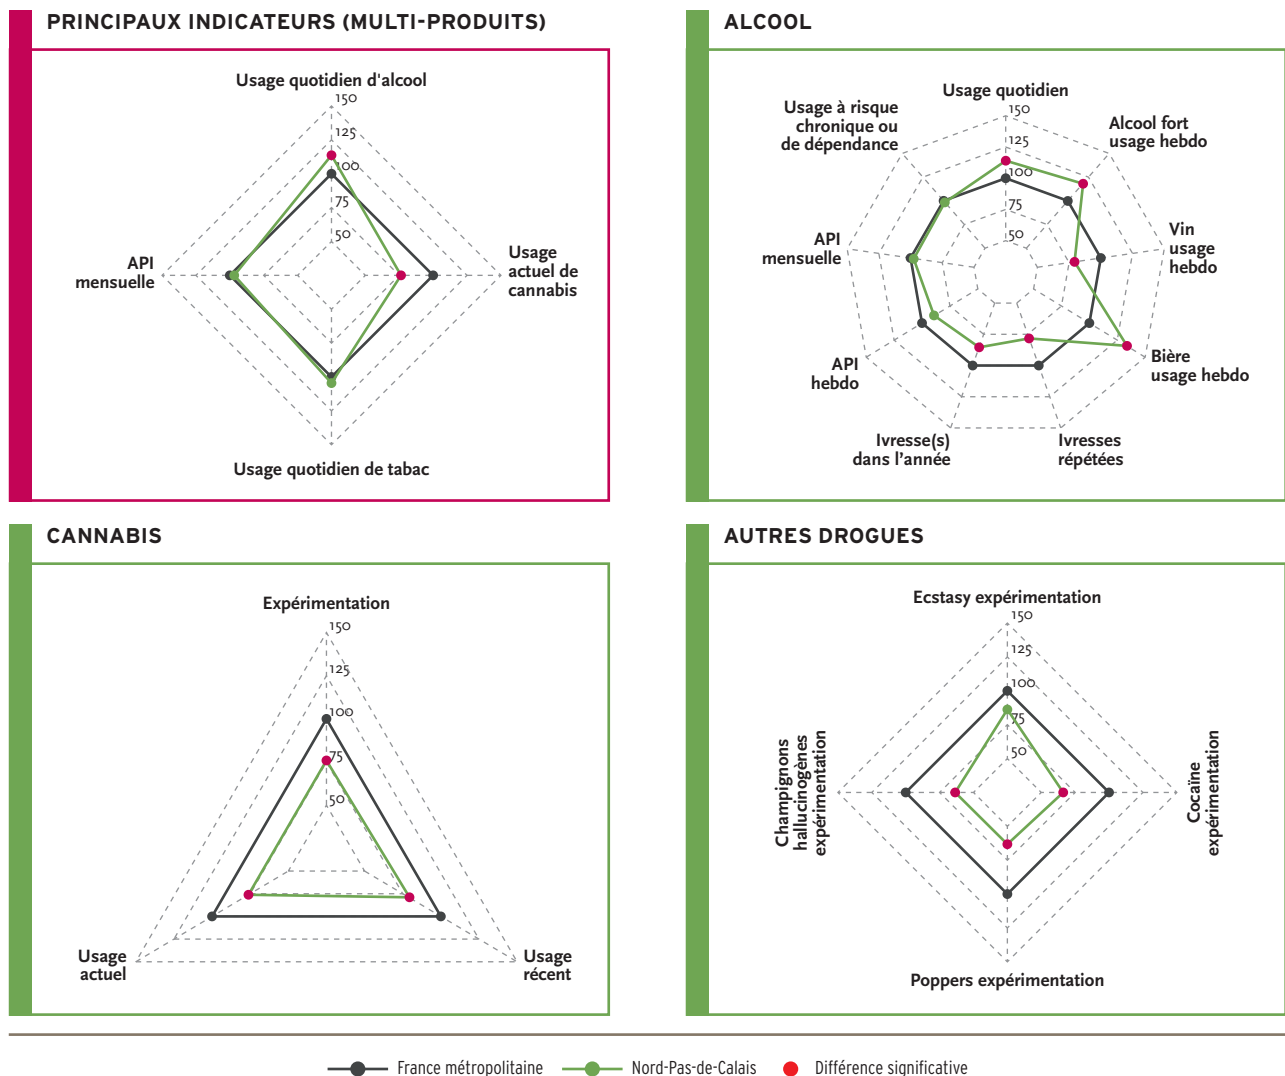 PRINCIPAUX INDICATEURS (MULTI-PRODUITS)
Usage quotidien d'alcool
150
125
100
75
50
API
mensuelle
Usage
actuel de
cannabis
Usage quotidien de tabac
ALCOOL
Usage quotidien
150
125
100
75
50
Usage à risque
chronique ou
de dépendance
Alcool fort
usage hebdo
API
mensuelle
Vin
usage
hebdo
API
hebdo
Bière
usage hebdo
Ivresse(s)
dans l'année
Ivresses
répétées
CANNABIS
Expérimentation
150
125
100
75
50
Usage
actuel
Usage
récent
AUTRES DROGUES
Ecstasy expérimentation
150
125
100
75
50
Champignons
hallucinogènes
expérimentation
Cocaïne
expérimentation
Poppers expérimentation
France métropolitaine
Nord-Pas-de-Calais
Différence significative